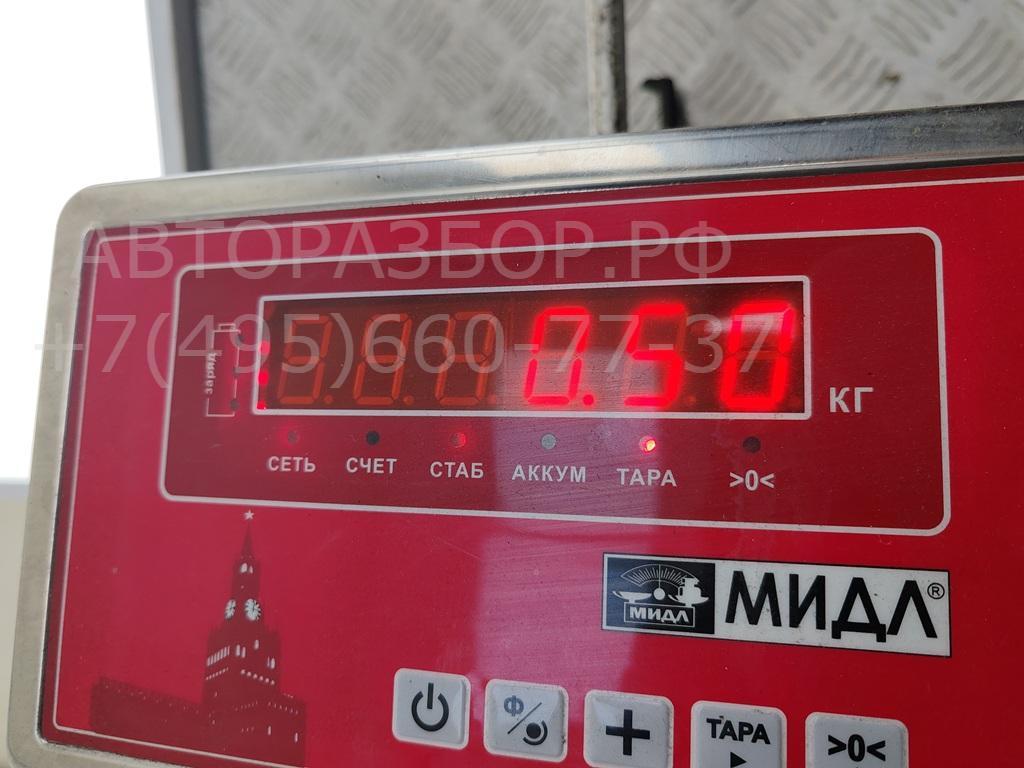 АВТОРАЗБОР.РФ
+7(495)660-77-37
заряд
0.50 КГ
СЕТЬ СЧЕТ СТАБ АККУМ ТАРА >0<
МИДЛ МИДЛ®
Ф + ТАРА >0<